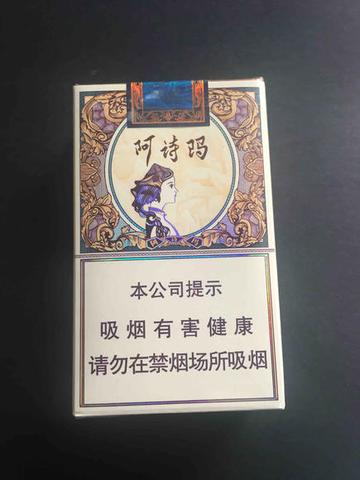 阿诗玛
本公司提示
吸烟有害健康
请勿在禁烟场所吸烟